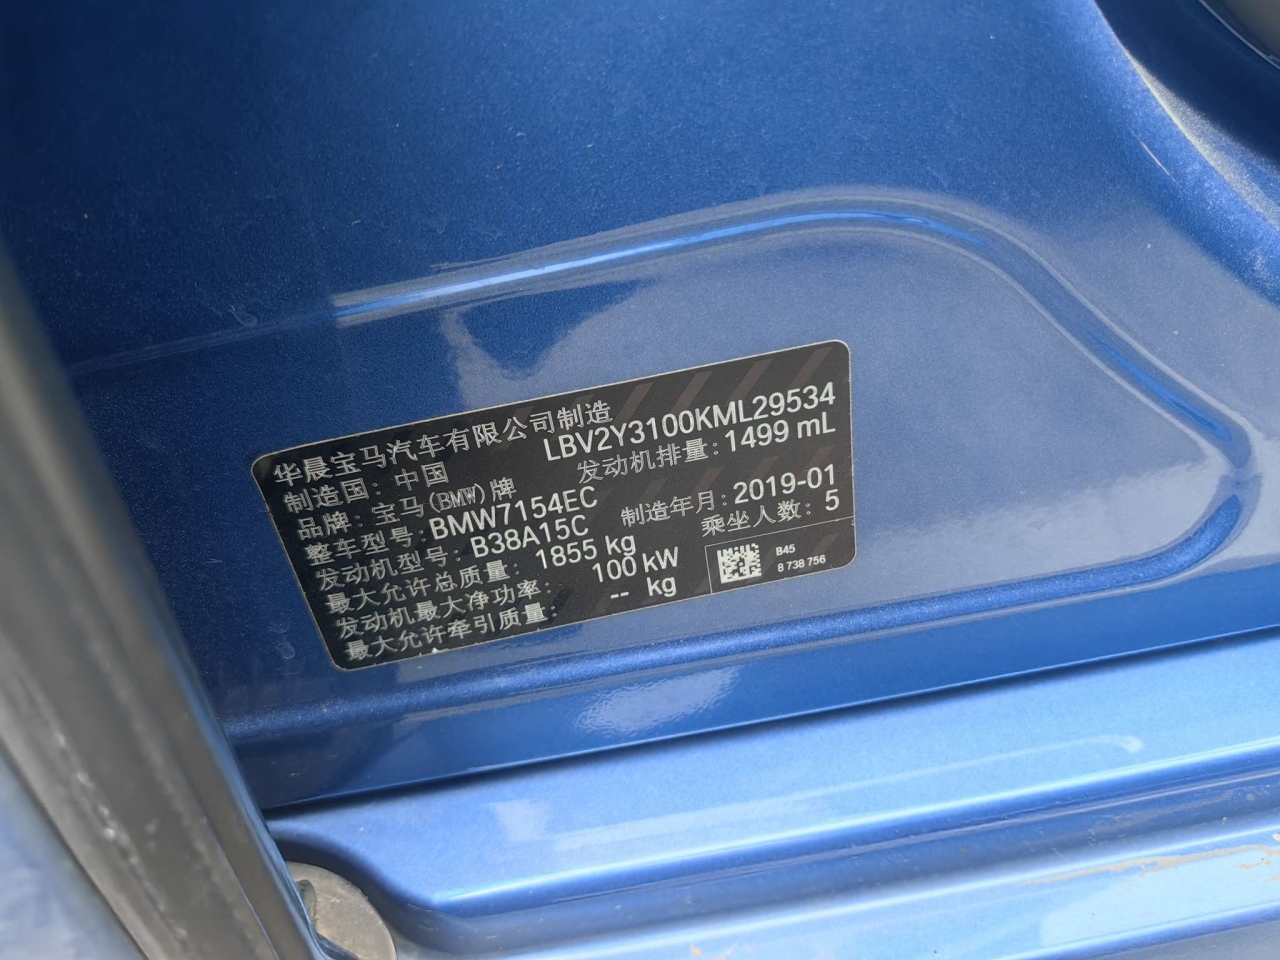 华晨宝马汽车有限公司制造
制造国：中国 LBV2Y3100KML29534
品牌：宝马(BMW)牌 发动机排量：1499 mL
整车型号：BMW7154EC
发动机型号：B38A15C 制造年月：2019-01
最大允许总质量：1855 kg 乘坐人数：5
发动机最大净功率：100 kW
最大允许牵引质量：-- kg
B45
8 738 756